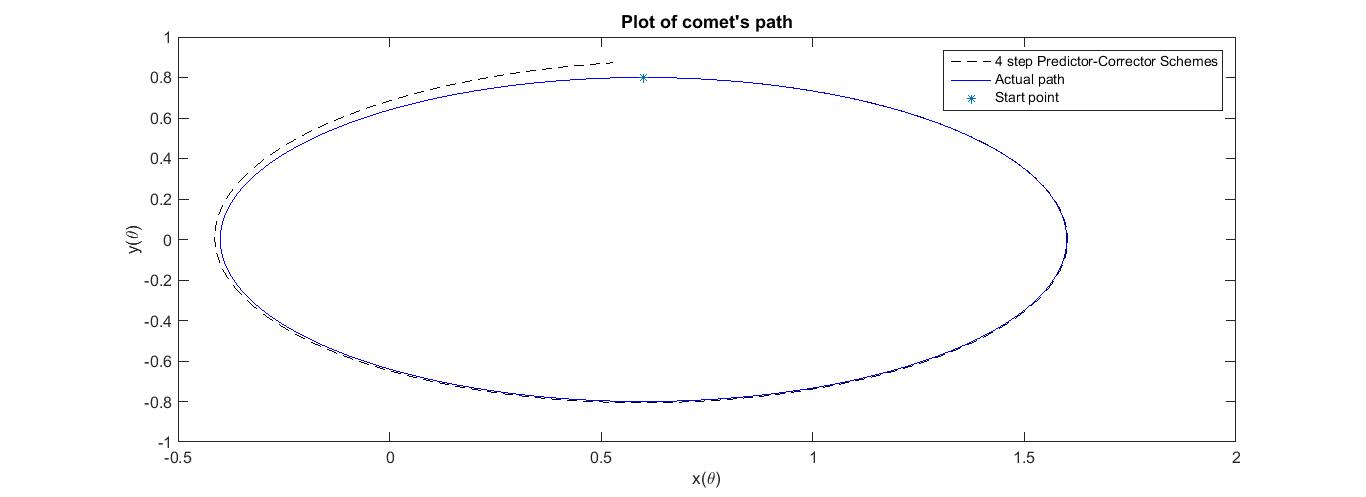 Plot of comet's path
4 step Predictor-Corrector Schemes
Actual path
Start point
1
0.8
0.6
0.4
0.2
0
-0.2
-0.4
-0.6
-0.8
-1
y(θ)
-0.5 0 0.5 1 1.5 2
x(θ)